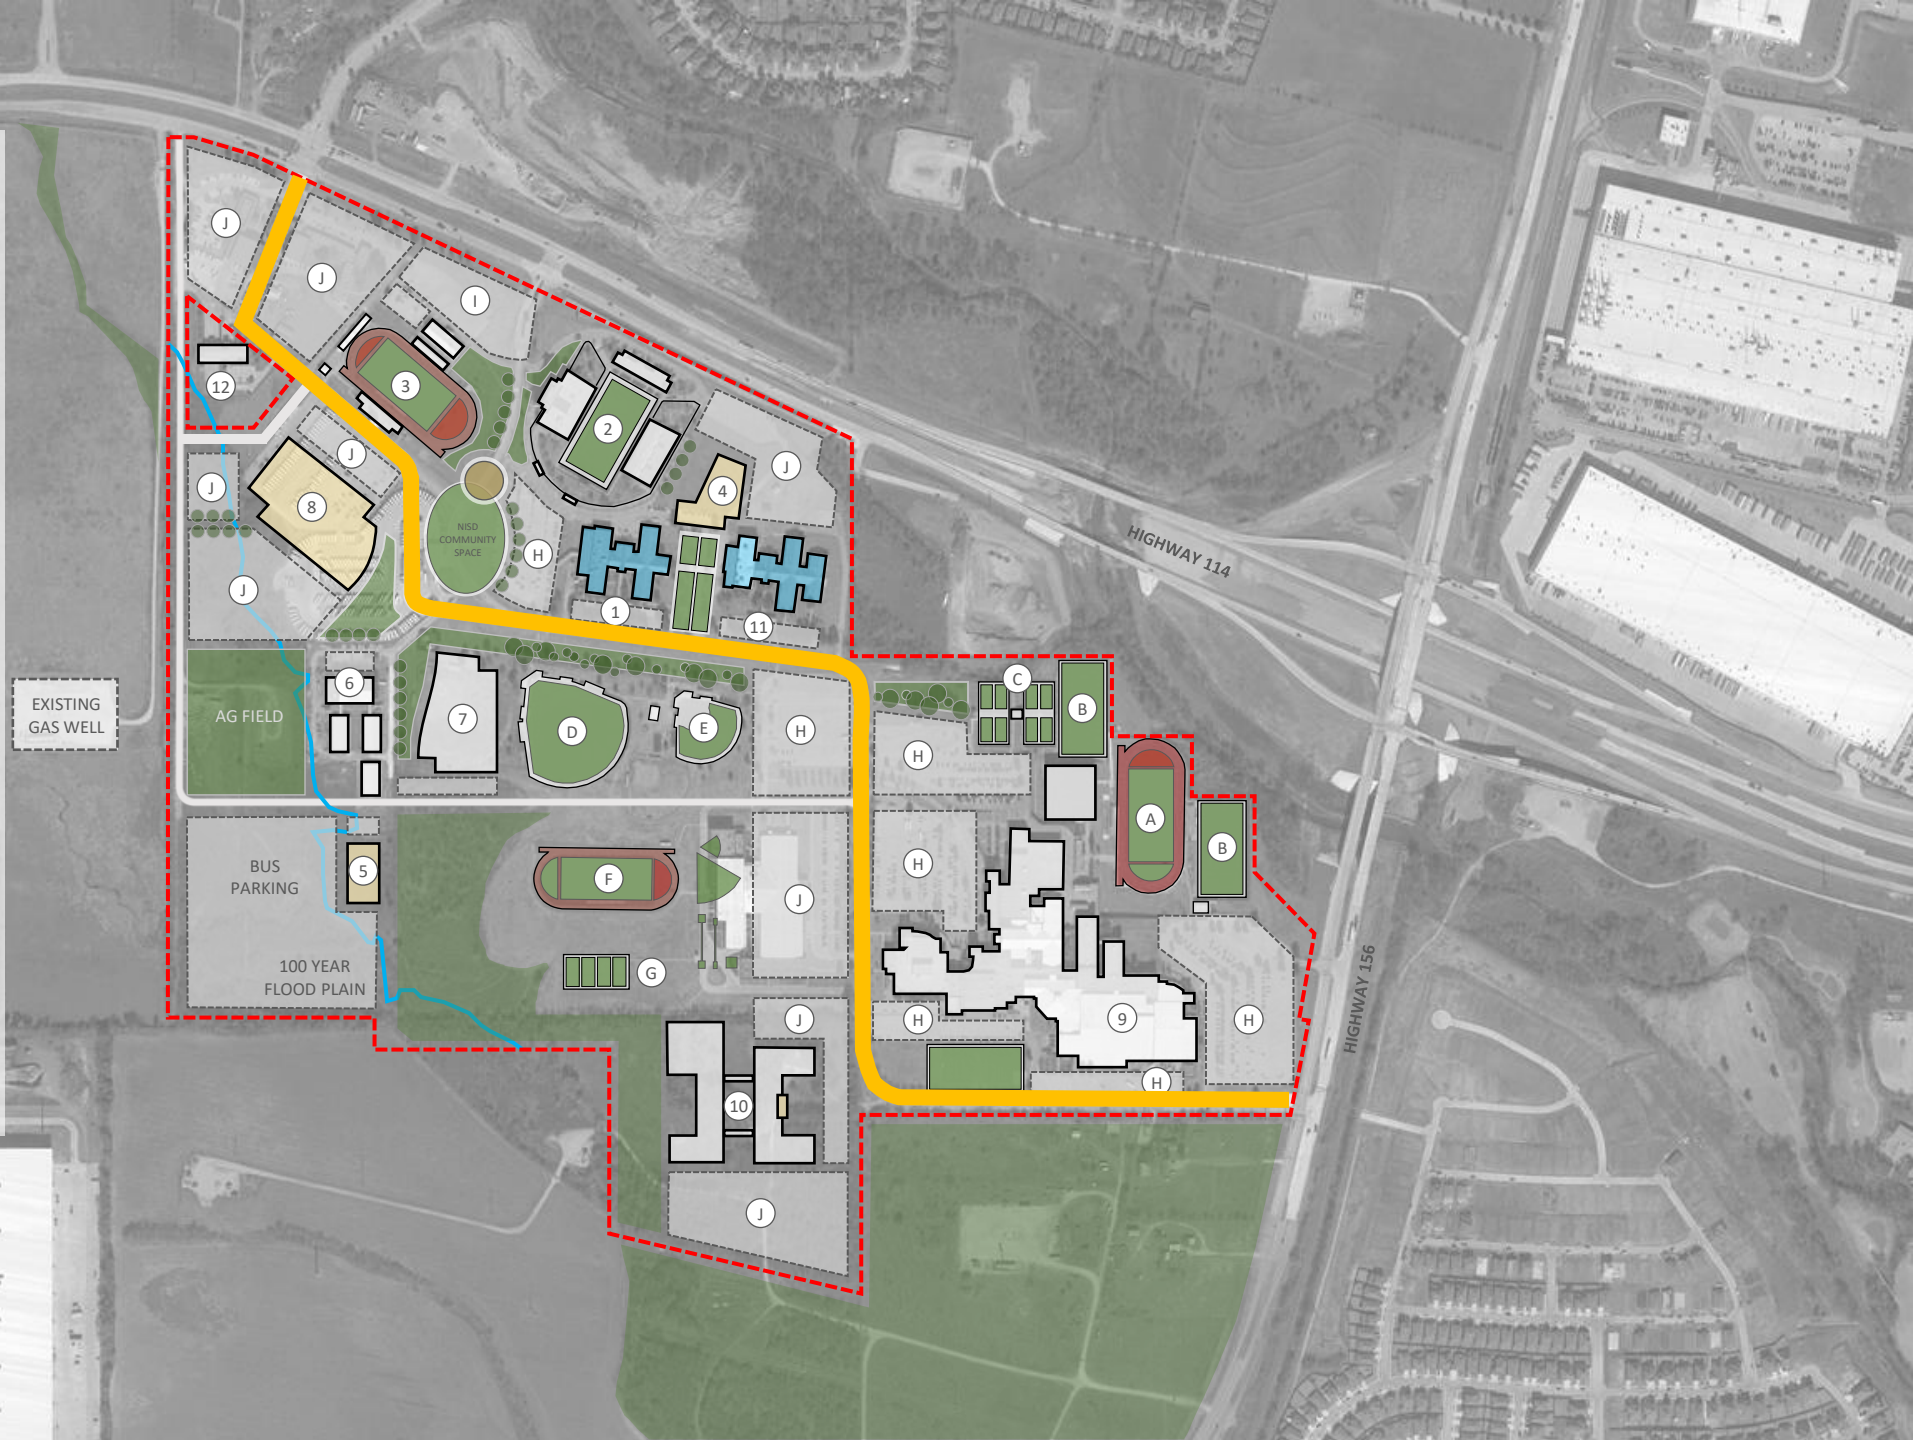 J
J
I
12
3
2
J
J
J
8
4
NISD
COMMUNITY
SPACE
H
HIGHWAY 114
J
1
11
EXISTING
GAS WELL
6
AG FIELD
7
D
E
H
C
B
H
A
B
BUS
PARKING
5
F
J
H
100 YEAR
FLOOD PLAIN
G
J
H
9
H
HIGHWAY 156
H
10
J